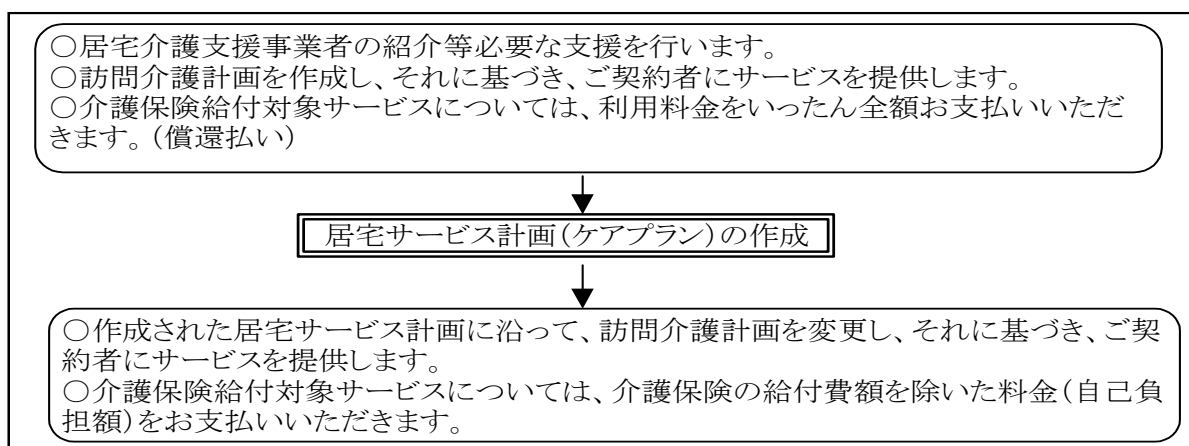 ○居宅介護支援事業者の紹介等必要な支援を行います。
○訪問介護計画を作成し、それに基づき、ご契約者にサービスを提供します。
○介護保険給付対象サービスについては、利用料金をいったん全額お支払いいただ
きます。(償還払い)
居宅サービス計画(ケアプラン)の作成
○作成された居宅サービス計画に沿って、訪問介護計画を変更し、それに基づき、ご契
約者にサービスを提供します。
○介護保険給付対象サービスについては、介護保険の給付費額を除いた料金(自己負
担額)をお支払いいただきます。